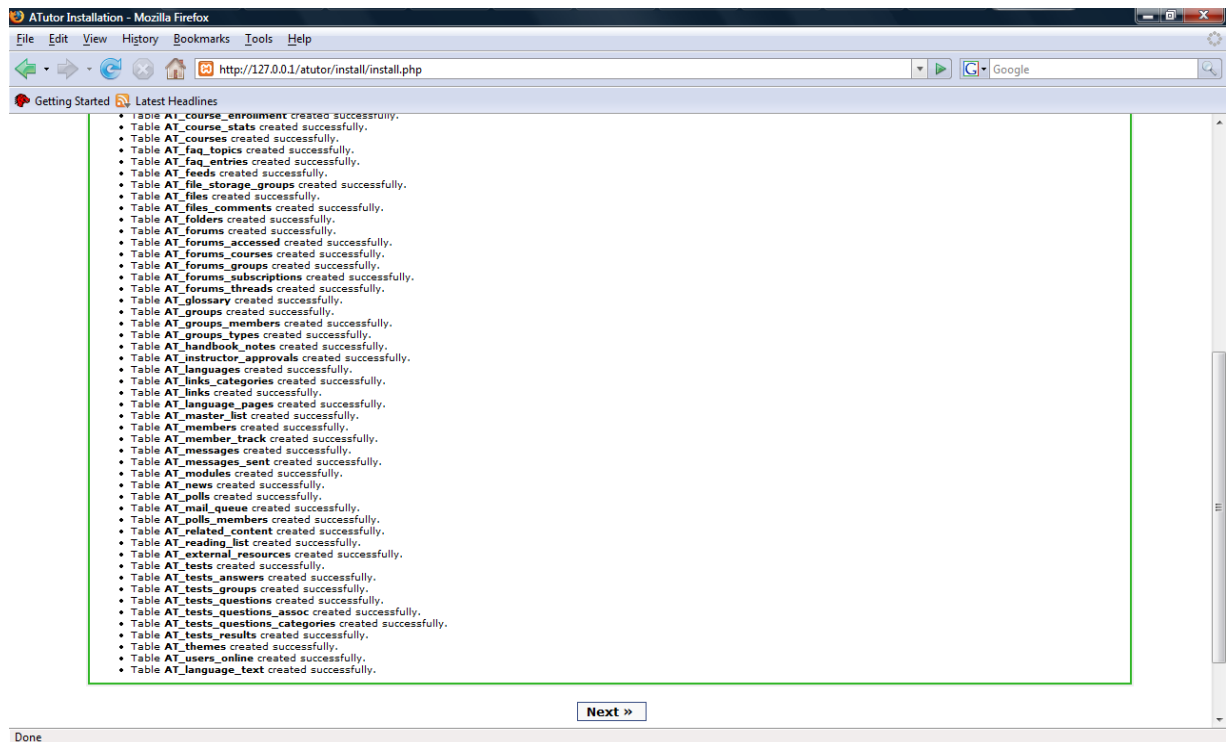 ATutor Installation - Mozilla Firefox
File Edit View History Bookmarks Tools Help
http://127.0.0.1/atutor/install/install.php
G Google
Getting Started Latest Headlines
• Table AT_course_enrollment created successfully.
• Table AT_course_stats created successfully.
• Table AT_courses created successfully.
• Table AT_faq_topics created successfully.
• Table AT_faq_entries created successfully.
• Table AT_feeds created successfully.
• Table AT_file_storage_groups created successfully.
• Table AT_files created successfully.
• Table AT_files_comments created successfully.
• Table AT_folders created successfully.
• Table AT_forums created successfully.
• Table AT_forums_accessed created successfully.
• Table AT_forums_courses created successfully.
• Table AT_forums_groups created successfully.
• Table AT_forums_subscriptions created successfully.
• Table AT_forums_threads created successfully.
• Table AT_glossary created successfully.
• Table AT_groups created successfully.
• Table AT_groups_members created successfully.
• Table AT_groups_types created successfully.
• Table AT_handbook_notes created successfully.
• Table AT_instructor_approvals created successfully.
• Table AT_languages created successfully.
• Table AT_links_categories created successfully.
• Table AT_links created successfully.
• Table AT_language_pages created successfully.
• Table AT_master_list created successfully.
• Table AT_members created successfully.
• Table AT_member_track created successfully.
• Table AT_messages created successfully.
• Table AT_messages_sent created successfully.
• Table AT_modules created successfully.
• Table AT_news created successfully.
• Table AT_polls created successfully.
• Table AT_mail_queue created successfully.
• Table AT_polls_members created successfully.
• Table AT_related_content created successfully.
• Table AT_reading_list created successfully.
• Table AT_external_resources created successfully.
• Table AT_tests created successfully.
• Table AT_tests_answers created successfully.
• Table AT_tests_groups created successfully.
• Table AT_tests_questions created successfully.
• Table AT_tests_questions_assoc created successfully.
• Table AT_tests_questions_categories created successfully.
• Table AT_tests_results created successfully.
• Table AT_themes created successfully.
• Table AT_users_online created successfully.
• Table AT_language_text created successfully.
Next »
Done